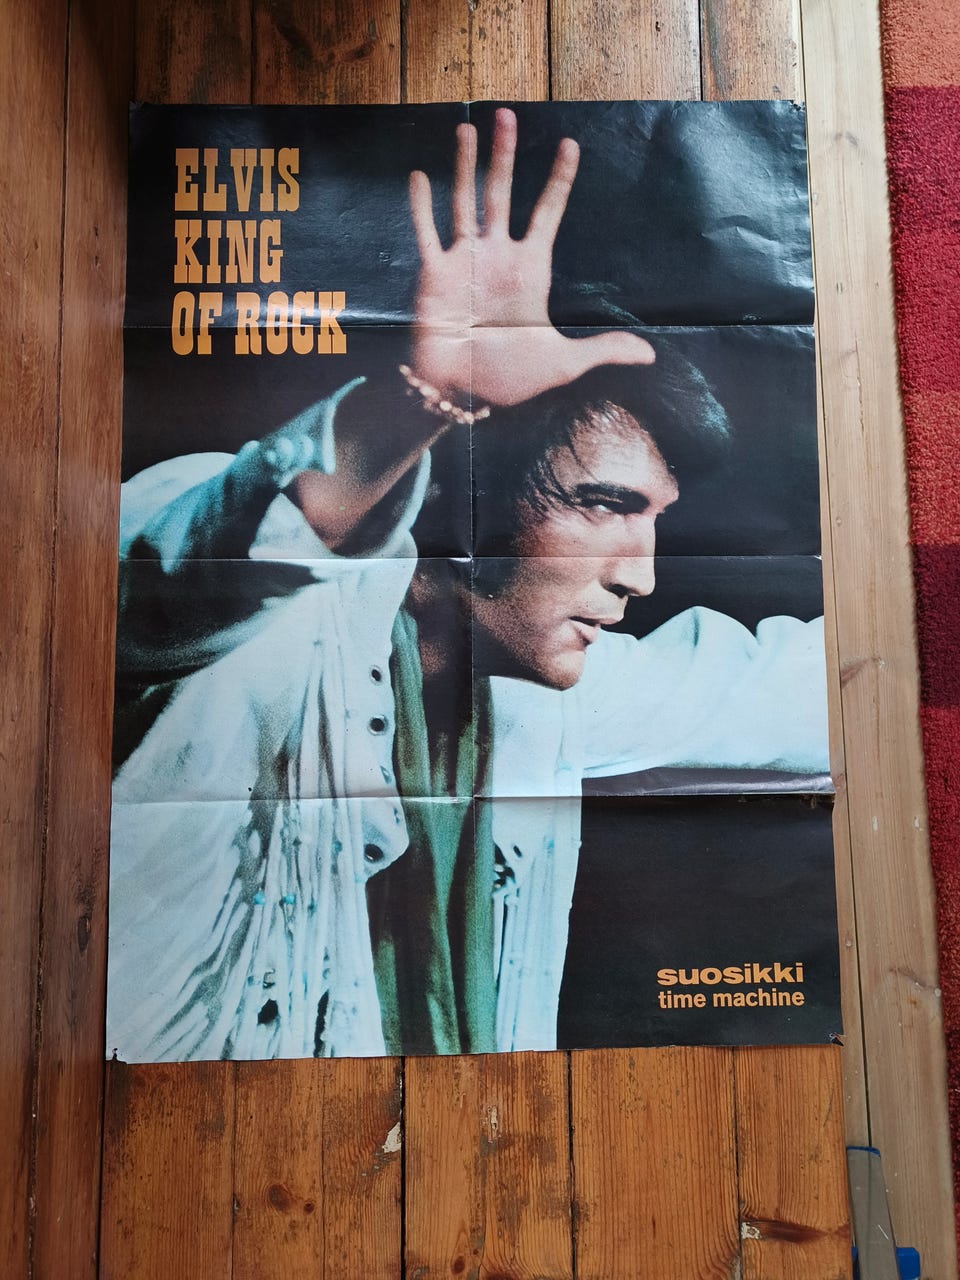 ELVIS
KING
OF ROCK
suosikki
time machine